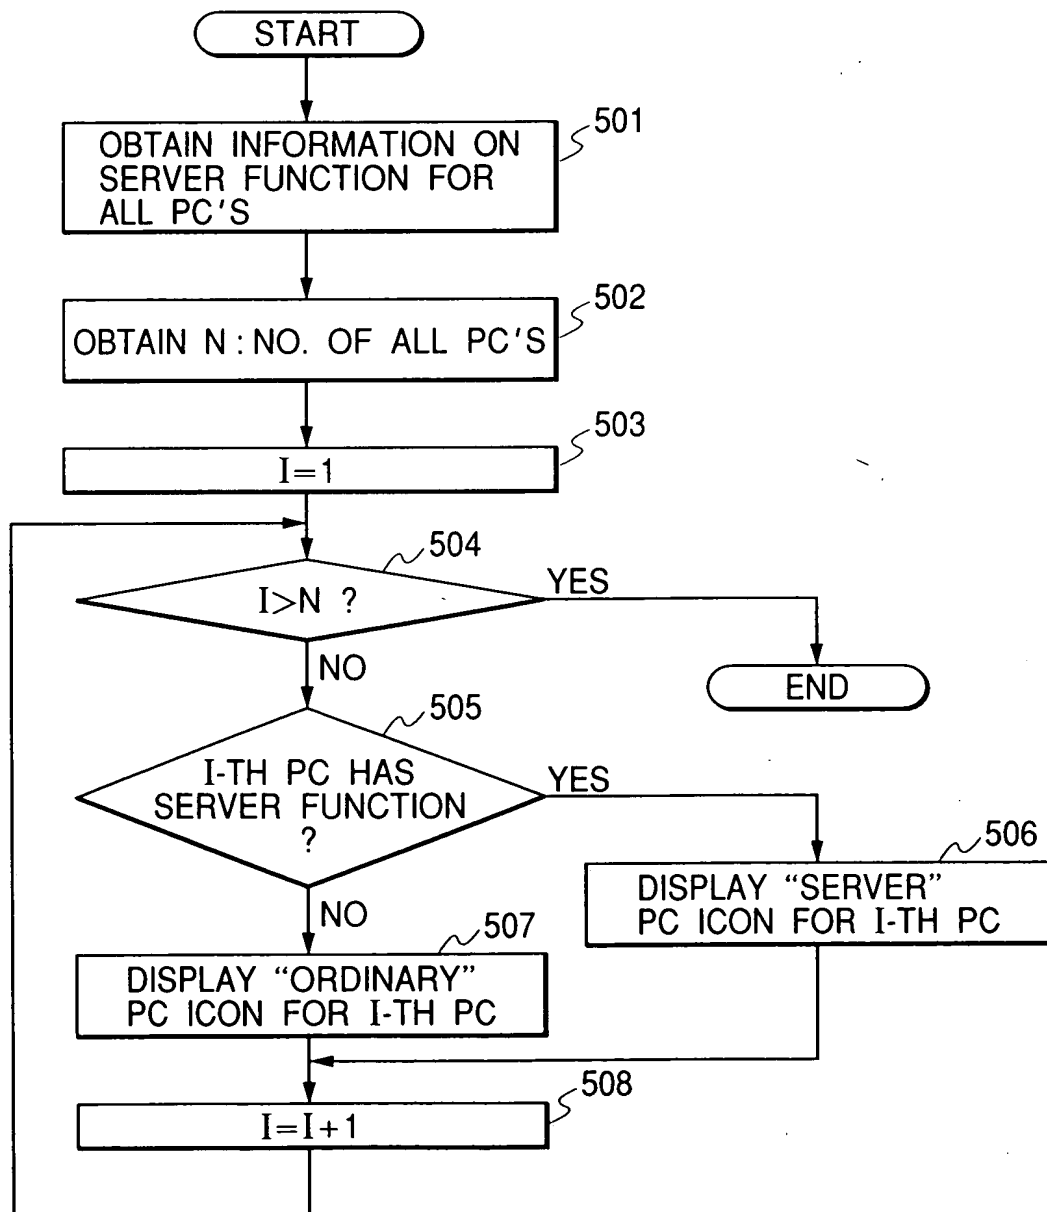 START
501
OBTAIN INFORMATION ON
SERVER FUNCTION FOR
ALL PC'S
502
OBTAIN N : NO. OF ALL PC'S
503
I=1
504
I>N ?
YES
NO
END
505
I-TH PC HAS
SERVER FUNCTION
?
YES
NO
506
DISPLAY “SERVER”
PC ICON FOR I-TH PC
507
DISPLAY “ORDINARY”
PC ICON FOR I-TH PC
508
I=I+1